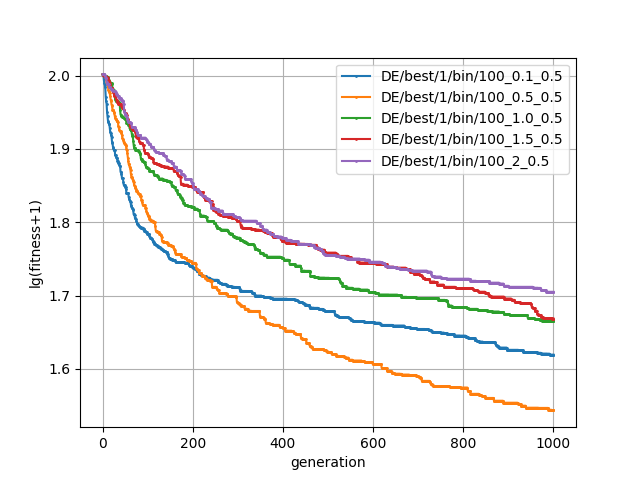 DE/best/1/bin/100_0.1_0.5
DE/best/1/bin/100_0.5_0.5
DE/best/1/bin/100_1.0_0.5
DE/best/1/bin/100_1.5_0.5
DE/best/1/bin/100_2_0.5
lg(fitness+1)
2.0
1.9
1.8
1.7
1.6
0 200 400 600 800 1000
generation